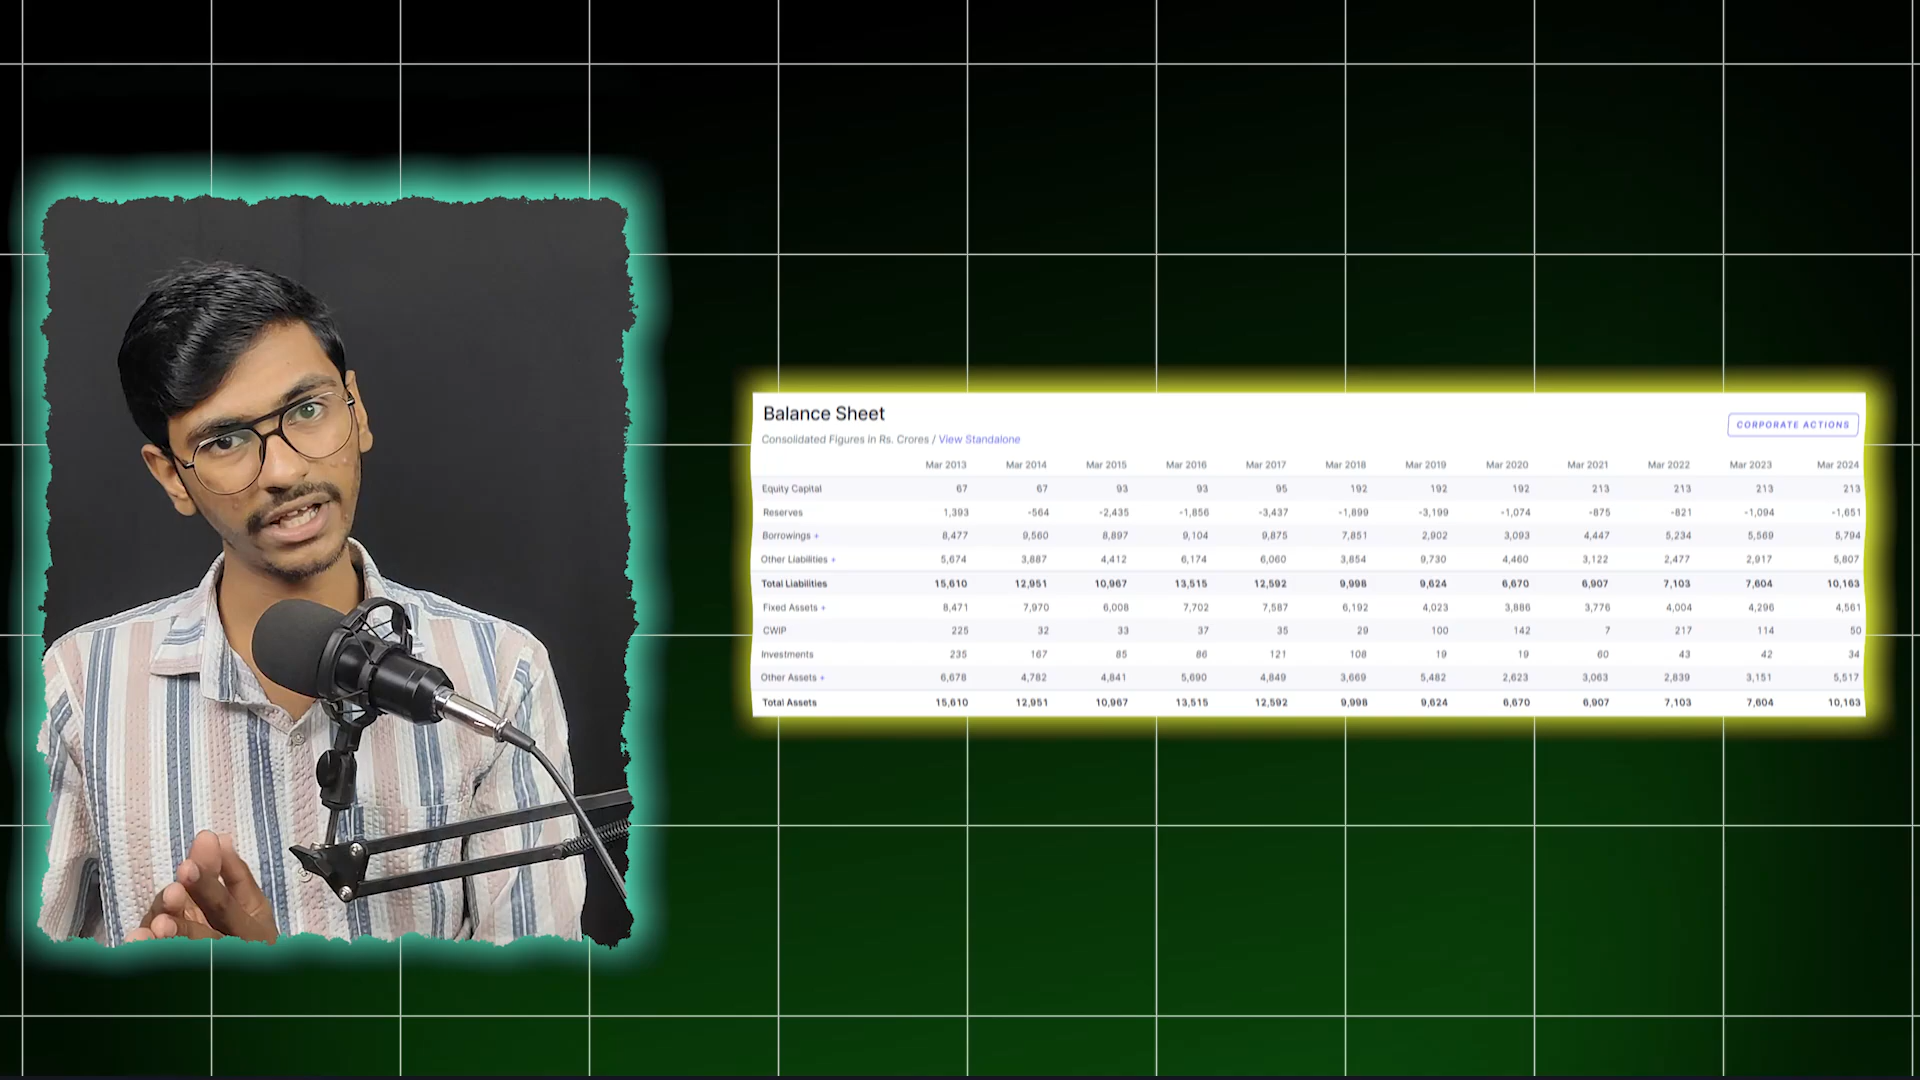 Balance Sheet
CORPORATE ACTIONS
Consolidated Figures in Rs. Crores / View Standalone
Mar 2013 Mar 2014 Mar 2015 Mar 2016 Mar 2017 Mar 2018 Mar 2019 Mar 2020 Mar 2021 Mar 2022 Mar 2023 Mar 2024
Equity Capital 67 67 93 93 95 192 192 192 213 213 213 213
Reserves 1,393 -564 -2,435 -1,856 -3,437 -1,899 -3,199 -1,074 -875 -821 -1,094 -1,651
Borrowings + 8,477 9,560 8,897 9,104 9,875 7,851 2,902 3,093 4,447 5,234 5,569 5,794
Other Liabilities + 5,674 3,887 4,412 6,174 6,060 3,854 9,730 4,460 3,122 2,477 2,917 5,807
Total Liabilities 15,610 12,951 10,967 13,515 12,592 9,998 9,624 6,670 6,907 7,103 7,604 10,163
Fixed Assets + 8,471 7,970 6,008 7,702 7,587 6,192 4,023 3,886 3,776 4,004 4,296 4,561
CWIP 225 32 33 37 35 29 100 142 7 217 114 50
Investments 235 167 85 86 121 108 19 19 60 43 42 34
Other Assets + 6,678 4,782 4,841 5,690 4,849 3,669 5,482 2,623 3,063 2,839 3,151 5,517
Total Assets 15,610 12,951 10,967 13,515 12,592 9,998 9,624 6,670 6,907 7,103 7,604 10,163